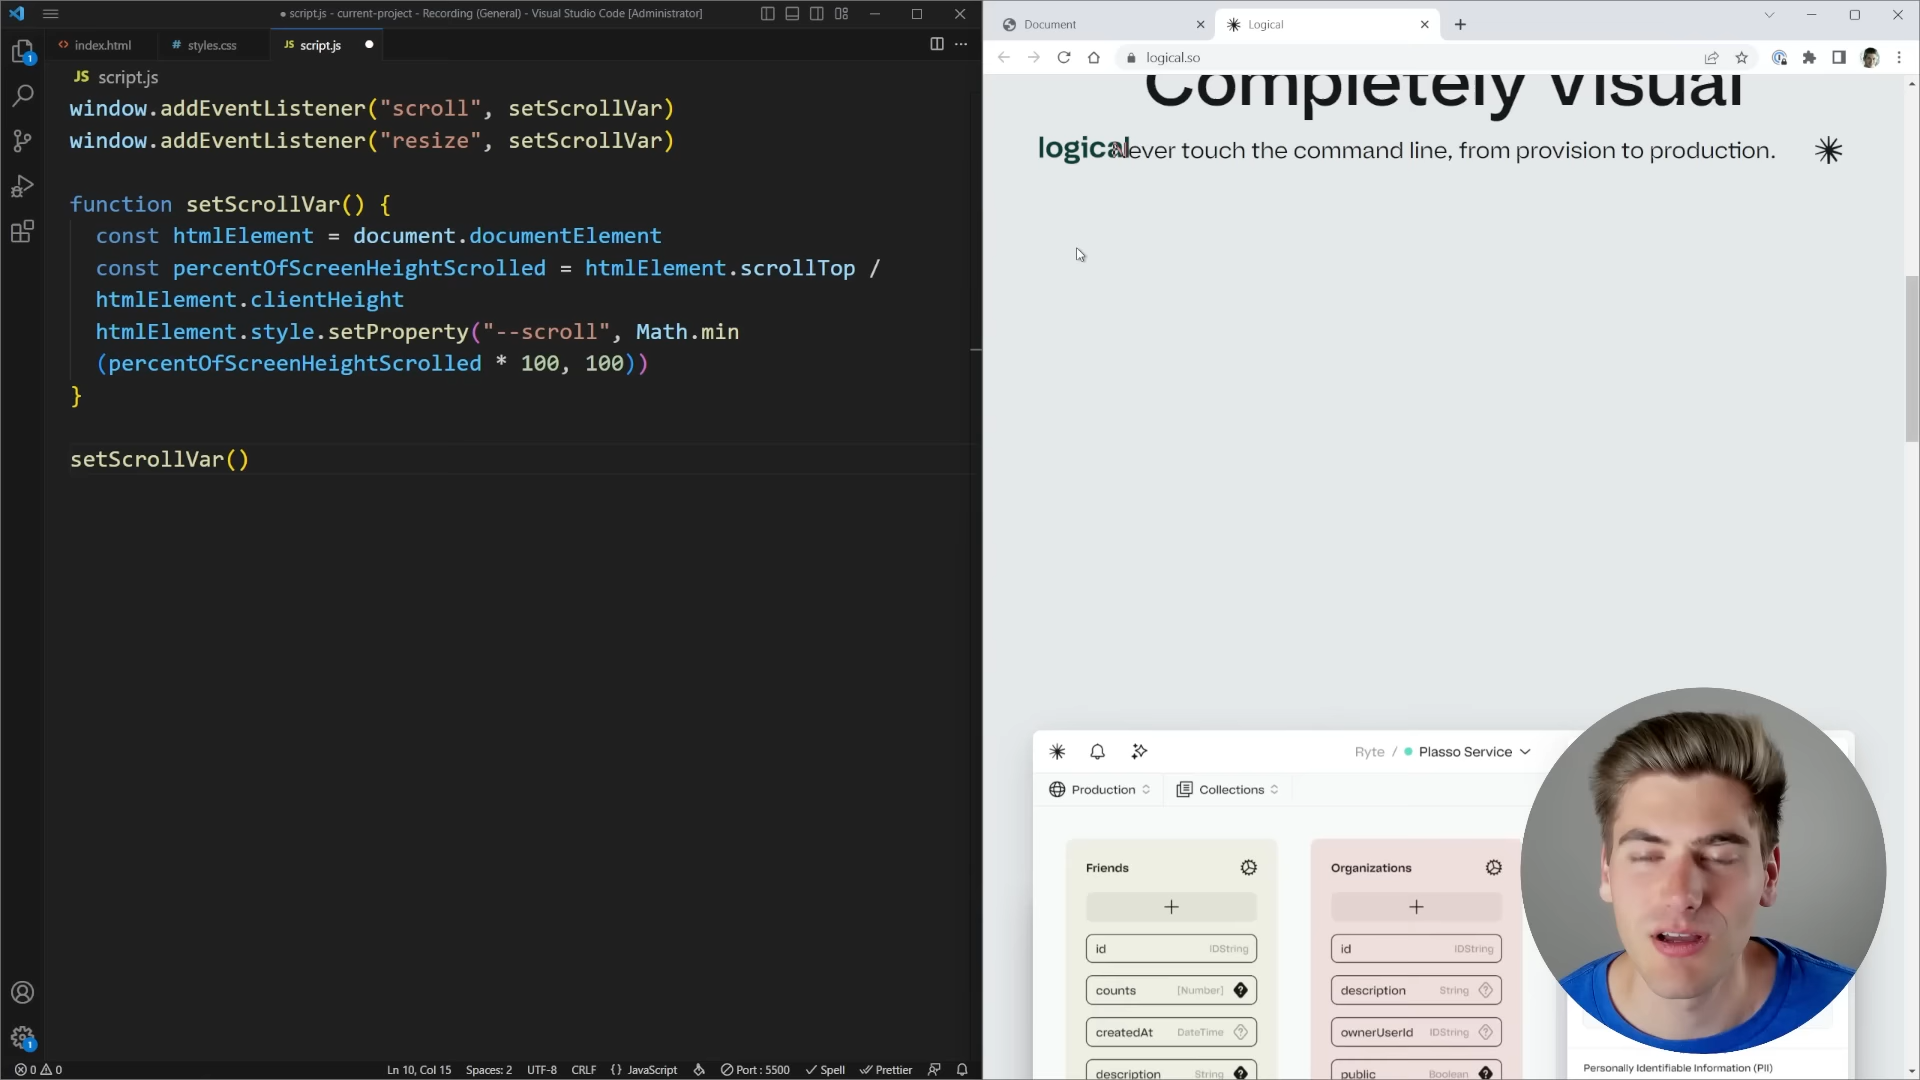 script.js - current-project - Recording (General) - Visual Studio Code [Administrator]
index.html
styles.css
script.js
JS script.js
window.addEventListener("scroll", setScrollVar)
window.addEventListener("resize", setScrollVar)
function setScrollVar() {
const htmlElement = document.documentElement
const percentOfScreenHeightScrolled = htmlElement.scrollTop /
htmlElement.clientHeight
htmlElement.style.setProperty("--scroll", Math.min
(percentOfScreenHeightScrolled * 100, 100))
}
setScrollVar()
0 0
Ln 10, Col 15 Spaces: 2 UTF-8 CRLF {} JavaScript Port : 5500 Spell Prettier
Document
Logical
logical.so
Completely Visual
logical
Never touch the command line, from provision to production.
Ryte / Plasso Service
Production
Collections
Friends
id IDString
counts [Number]
createdAt DateTime
description String
Organizations
id IDString
description String
ownerUserId IDString
public Boolean
Personally Identifiable Information (PII)